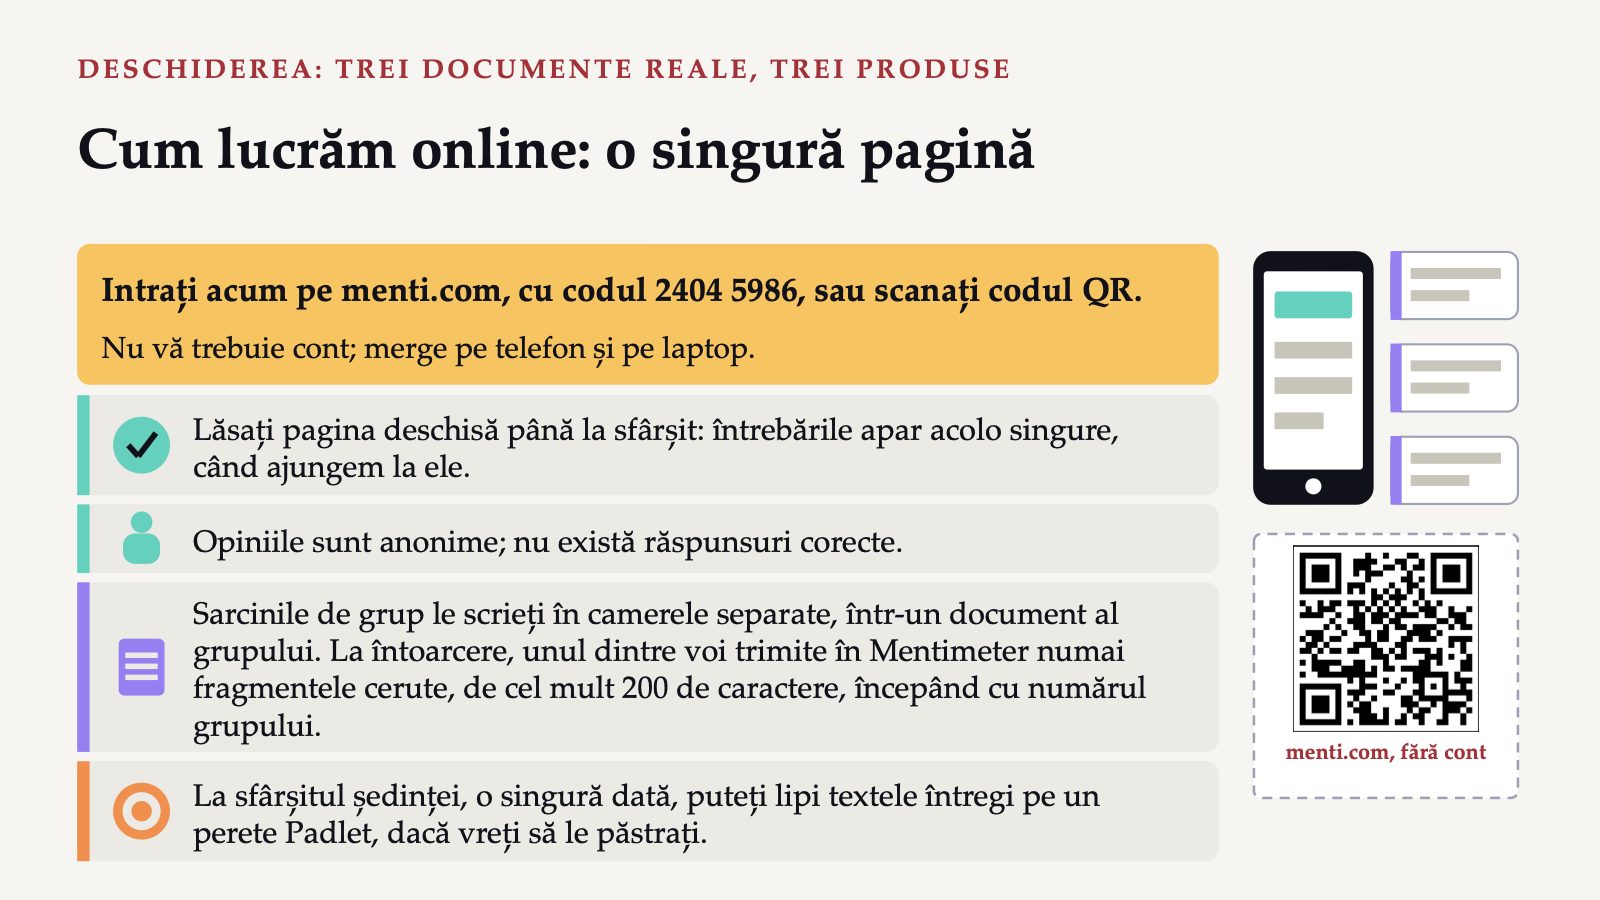 DESCHIDEREA: TREI DOCUMENTE REALE, TREI PRODUSE
Cum lucrăm online: o singură pagină
Intrați acum pe menti.com, cu codul 2404 5986, sau scanați codul QR.
Nu vă trebuie cont; merge pe telefon și pe laptop.
Lăsați pagina deschisă până la sfârșit: întrebările apar acolo singure,
când ajungem la ele.
Opiniile sunt anonime; nu există răspunsuri corecte.
Sarcinile de grup le scrieți în camerele separate, într-un document al
grupului. La întoarcere, unul dintre voi trimite în Mentimeter numai
fragmentele cerute, de cel mult 200 de caractere, începând cu numărul
grupului.
La sfârșitul ședinței, o singură dată, puteți lipi textele întregi pe un
perete Padlet, dacă vreți să le păstrați.
menti.com, fără cont